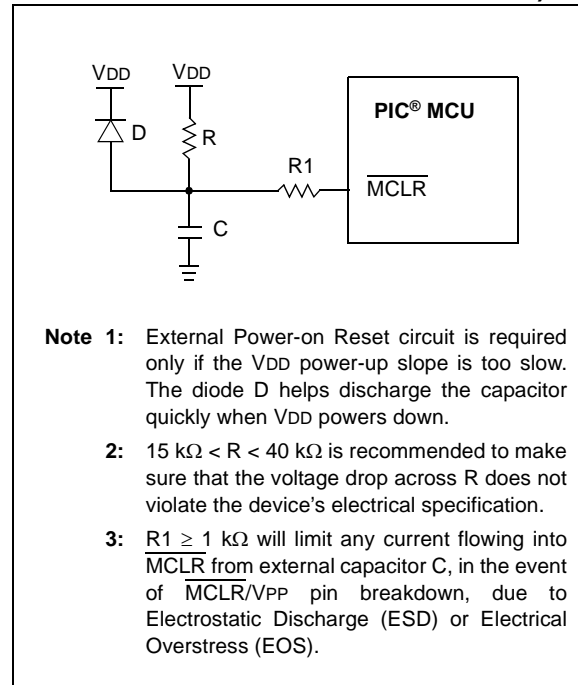 VDD
VDD
D
R
R1
C
PIC® MCU
MCLR
Note 1: External Power-on Reset circuit is required
only if the VDD power-up slope is too slow.
The diode D helps discharge the capacitor
quickly when VDD powers down.
2: 15 kΩ < R < 40 kΩ is recommended to make
sure that the voltage drop across R does not
violate the device's electrical specification.
3: R1 ≥ 1 kΩ will limit any current flowing into
MCLR from external capacitor C, in the event
of MCLR/VPP pin breakdown, due to
Electrostatic Discharge (ESD) or Electrical
Overstress (EOS).